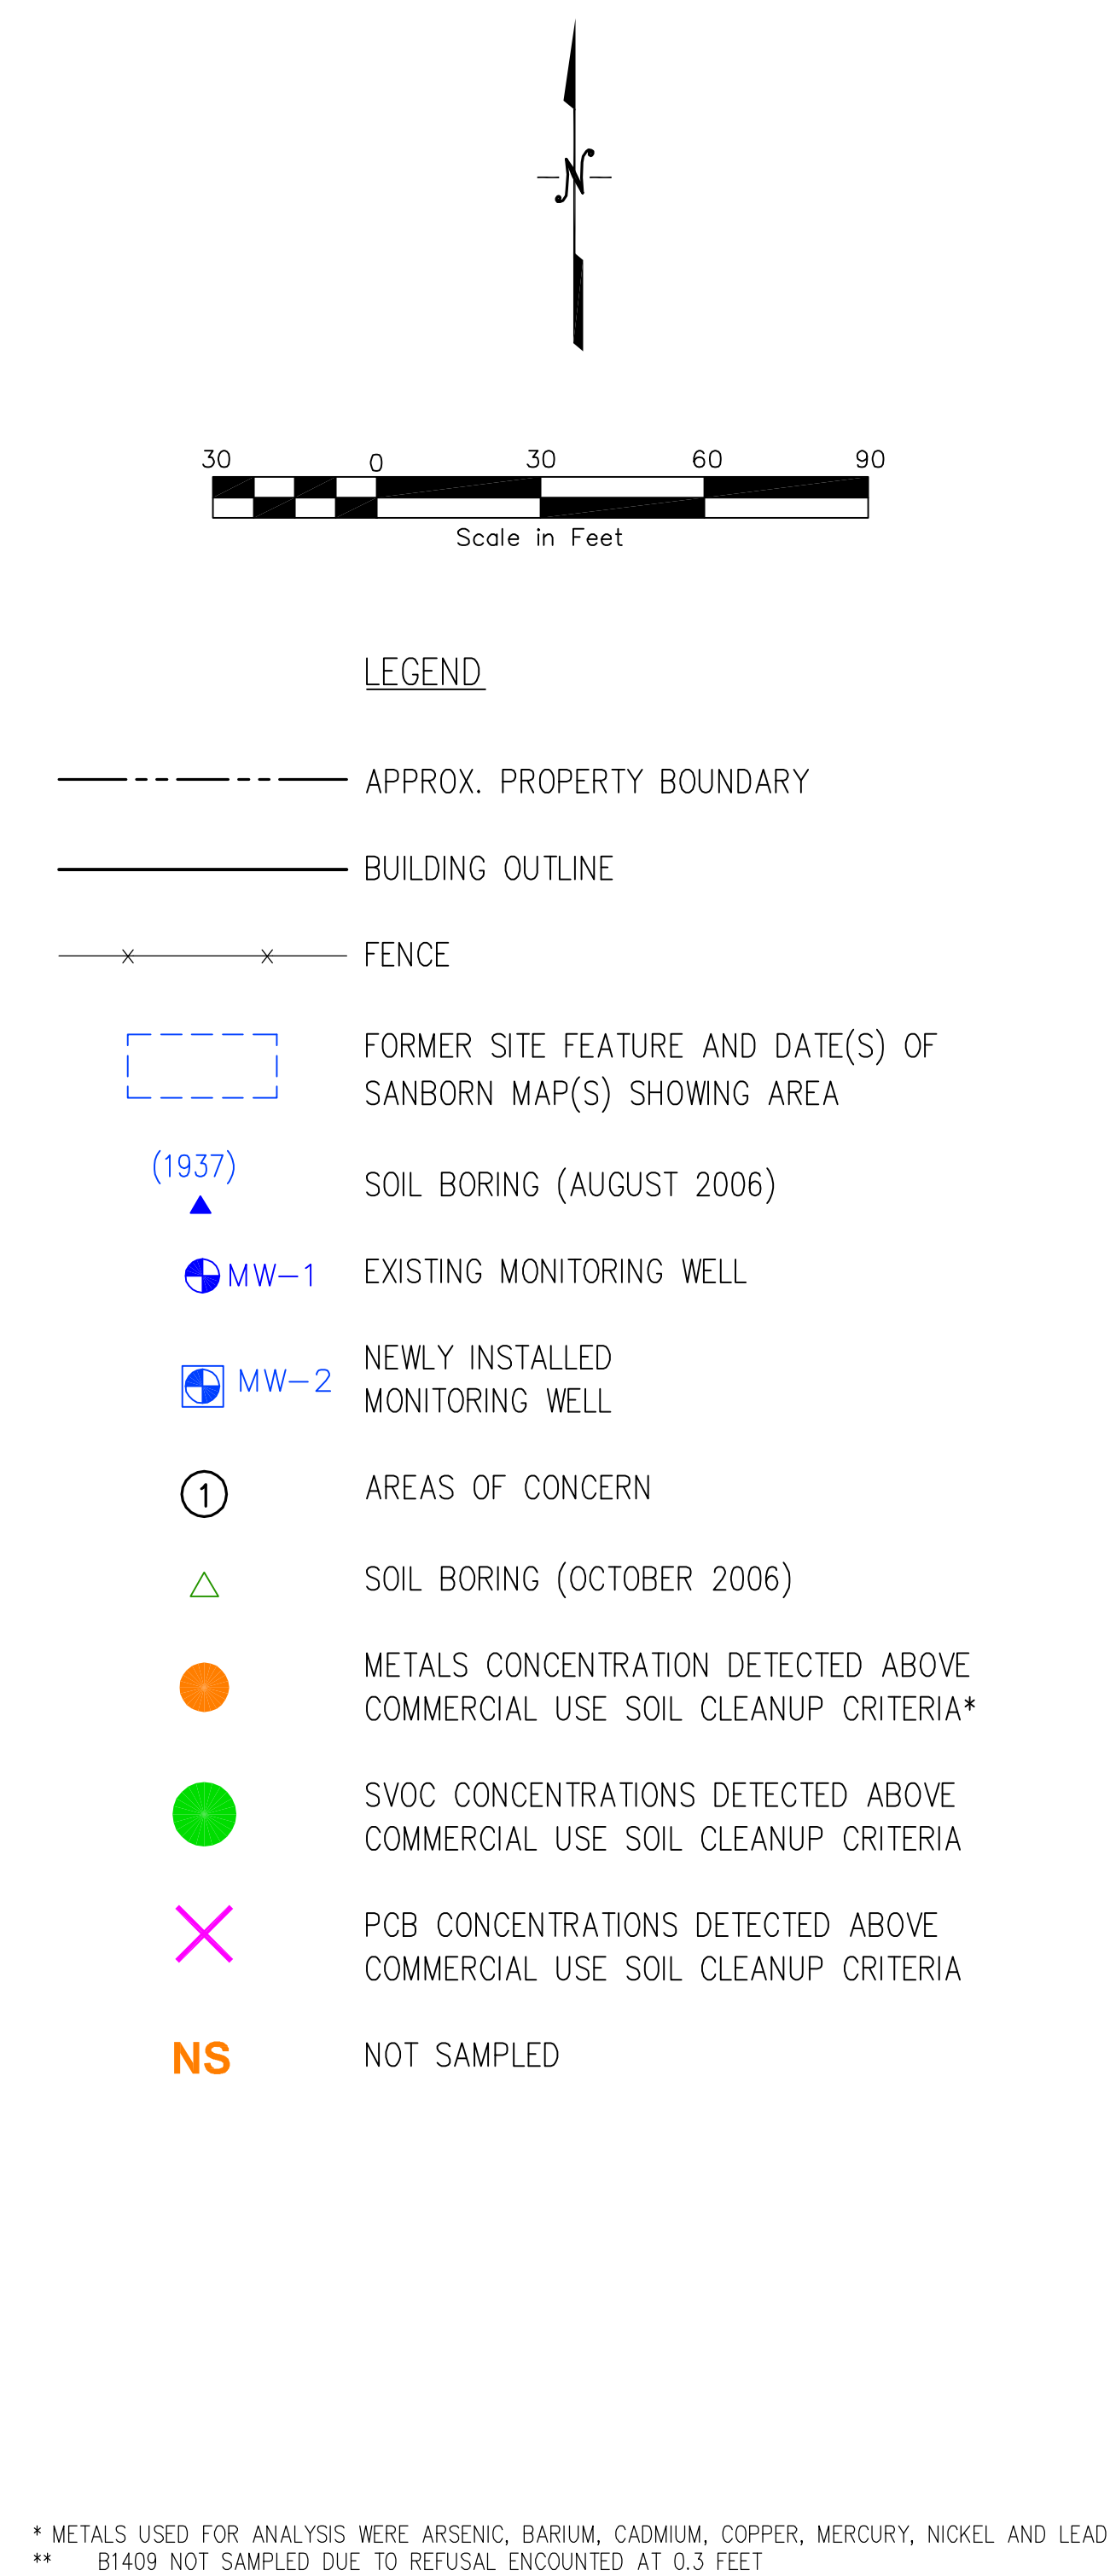 N
30 0 30 60 90
Scale in Feet
LEGEND
APPROX. PROPERTY BOUNDARY
BUILDING OUTLINE
FENCE
FORMER SITE FEATURE AND DATE(S) OF
SANBORN MAP(S) SHOWING AREA
(1937)
SOIL BORING (AUGUST 2006)
MW-1 EXISTING MONITORING WELL
NEWLY INSTALLED
MW-2
MONITORING WELL
1 AREAS OF CONCERN
SOIL BORING (OCTOBER 2006)
METALS CONCENTRATION DETECTED ABOVE
COMMERCIAL USE SOIL CLEANUP CRITERIA*
SVOC CONCENTRATIONS DETECTED ABOVE
COMMERCIAL USE SOIL CLEANUP CRITERIA
PCB CONCENTRATIONS DETECTED ABOVE
COMMERCIAL USE SOIL CLEANUP CRITERIA
NS NOT SAMPLED
* METALS USED FOR ANALYSIS WERE ARSENIC, BARIUM, CADMIUM, COPPER, MERCURY, NICKEL AND LEAD
** B1409 NOT SAMPLED DUE TO REFUSAL ENCOUNTED AT 0.3 FEET